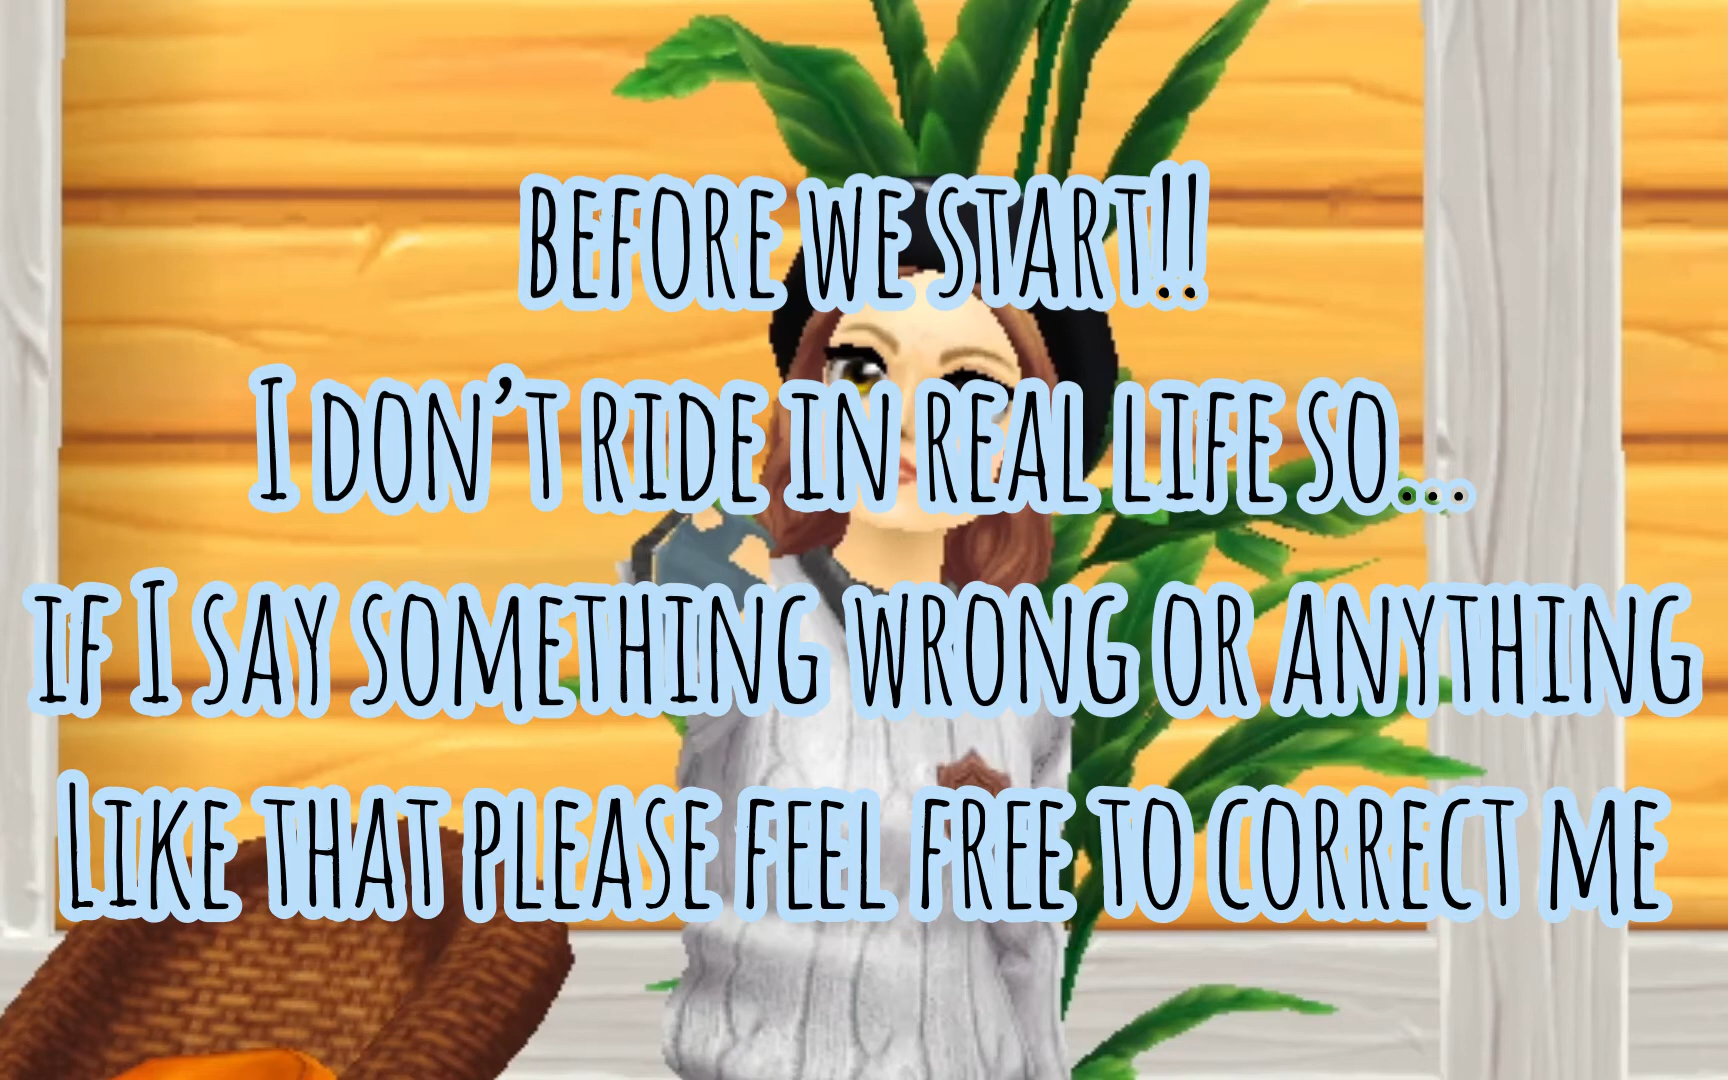 before we start!!
I don’t ride in real life so...
if I say something wrong or anything
Like that please feel free to correct me